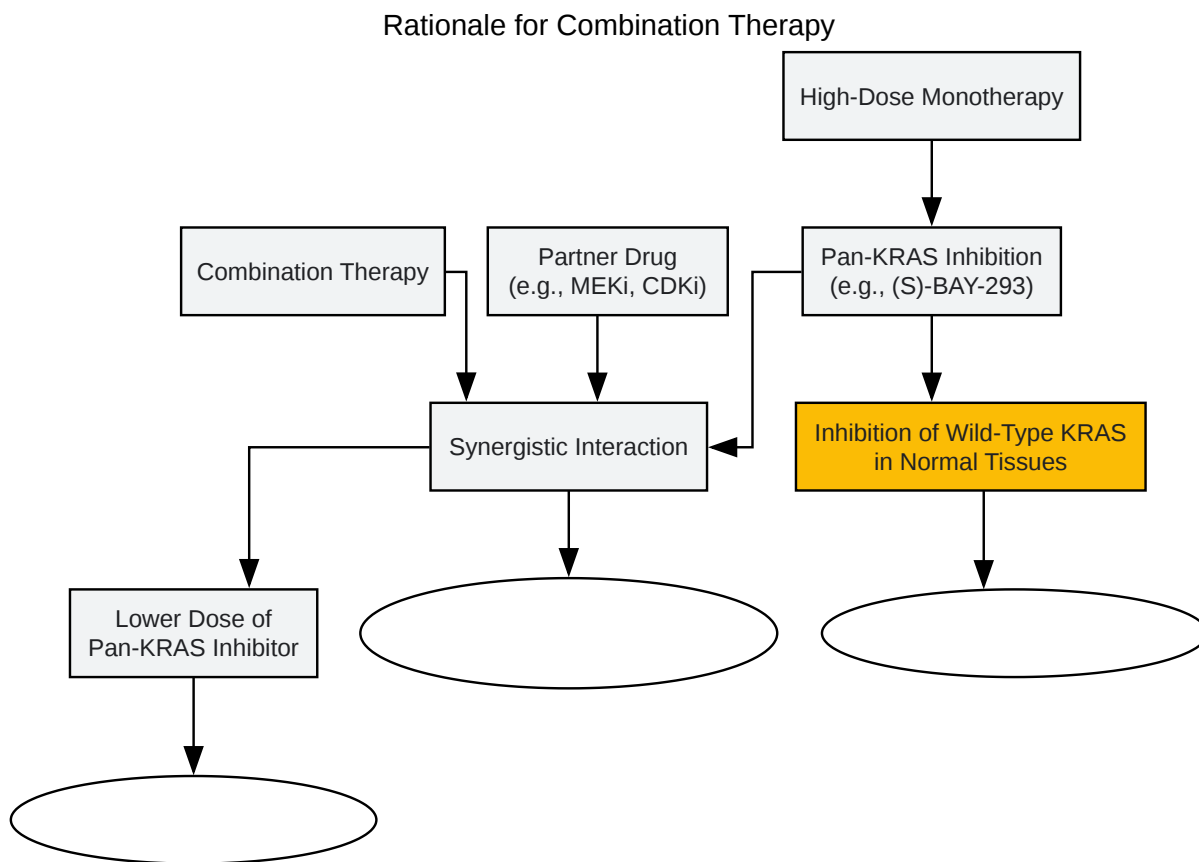 Rationale for Combination Therapy
High-Dose Monotherapy
Combination Therapy
Partner Drug
(e.g., MEKi, CDKi)
Pan-KRAS Inhibition
(e.g., (S)-BAY-293)
Synergistic Interaction
Inhibition of Wild-Type KRAS
in Normal Tissues
Lower Dose of
Pan-KRAS Inhibitor